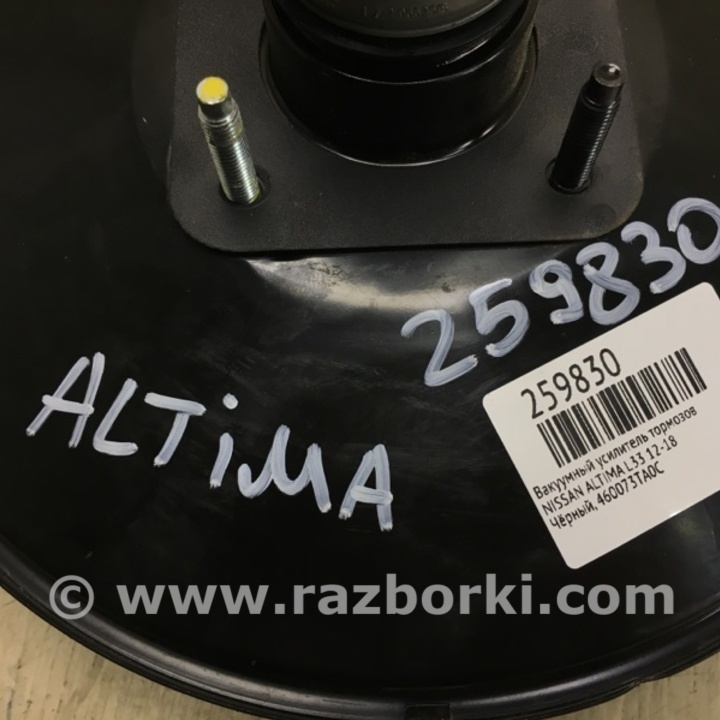 259830
ALTiMA
259830
Вакуумный усилитель тормозов
NISSAN ALTIMA L33 12-18
Чёрный, 460073TA0C
© www.razborki.com